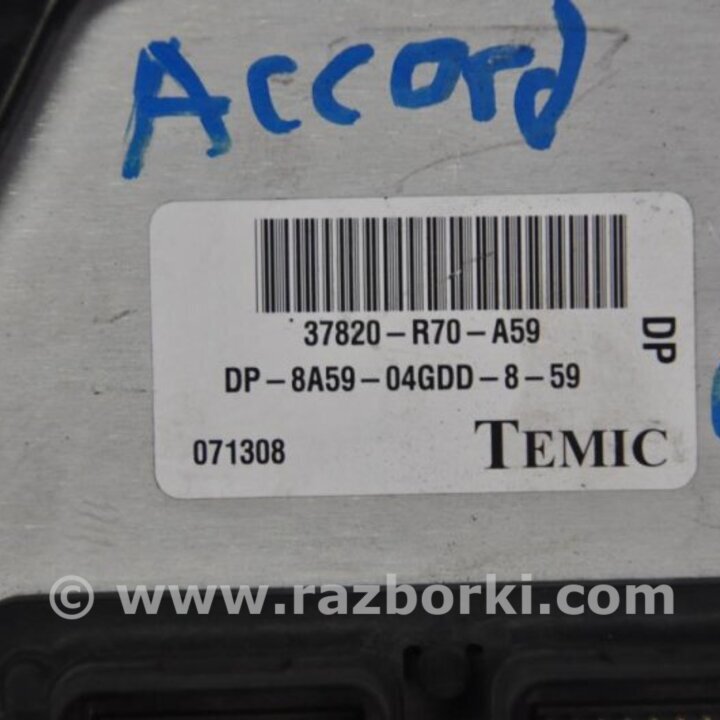 Accord
37820-R70-A59
DP-8A59-04GDD-8-59
DP
071308
TEMIC
© www.razborki.com